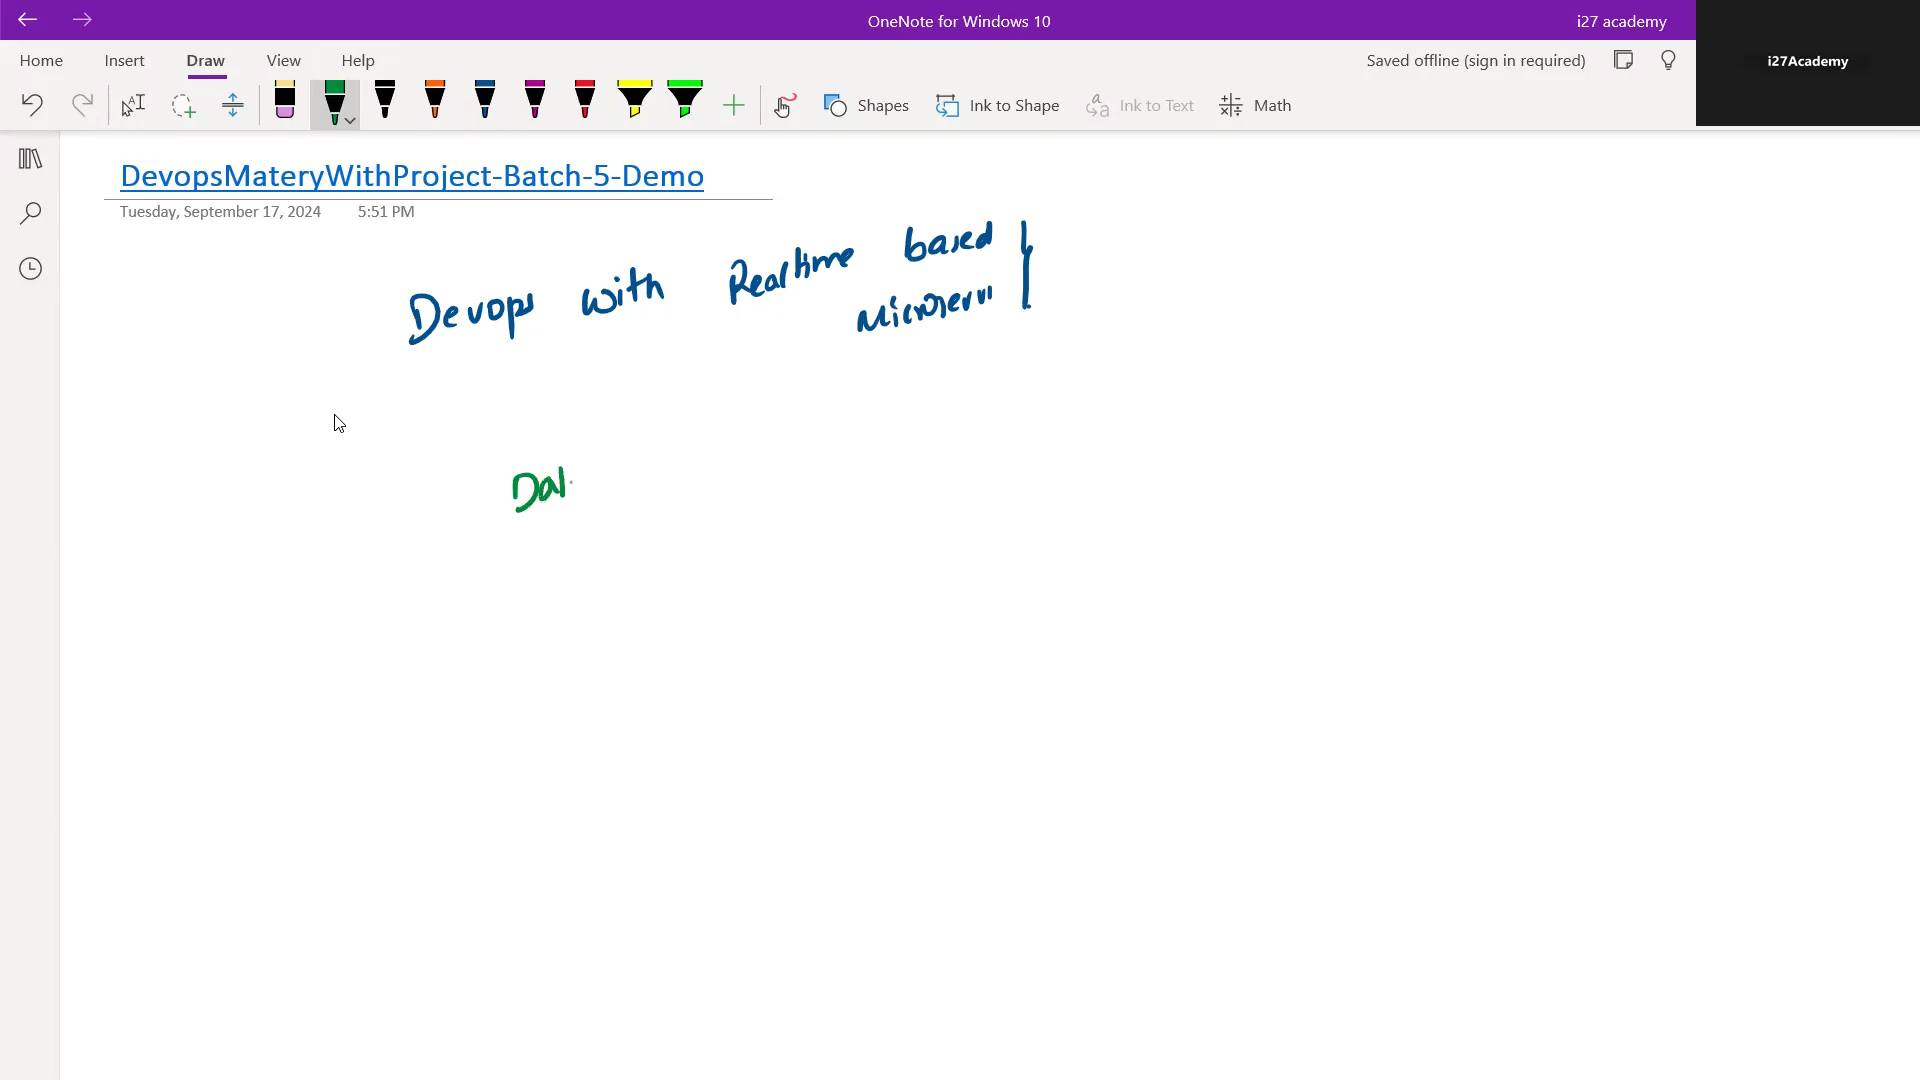 OneNote for Windows 10
i27 academy
i27Academy
Home Insert Draw View Help
Saved offline (sign in required)
Shapes Ink to Shape Ink to Text Math
DevopsMateryWithProject-Batch-5-Demo
Tuesday, September 17, 2024 5:51 PM
Devops with Realtime based
Microservi